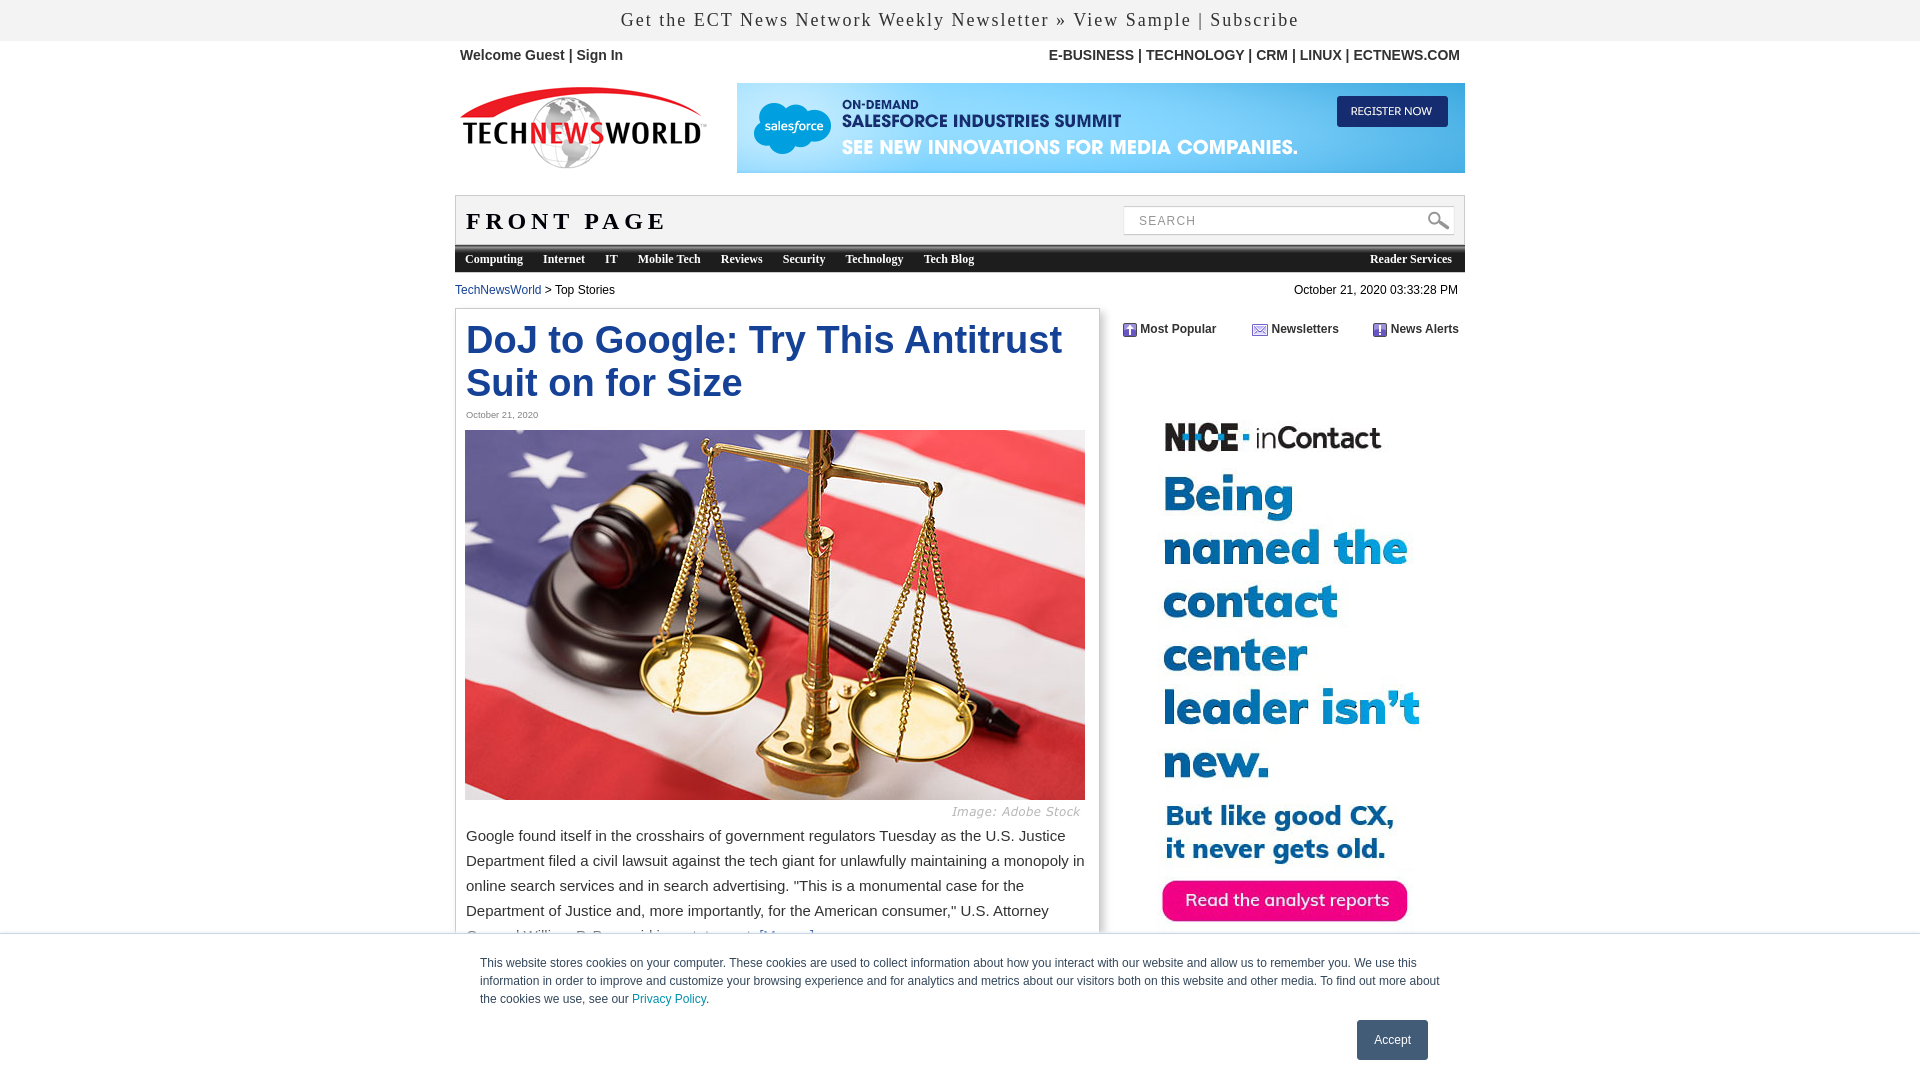 Get the ECT News Network Weekly Newsletter » View Sample | Subscribe
Welcome Guest | Sign In
E-BUSINESS | TECHNOLOGY | CRM | LINUX | ECTNEWS.COM
TECHNEWSWORLD
salesforce
ON-DEMAND
SALESFORCE INDUSTRIES SUMMIT
SEE NEW INNOVATIONS FOR MEDIA COMPANIES.
REGISTER NOW
FRONT PAGE
SEARCH
Computing Internet IT Mobile Tech Reviews Security Technology Tech Blog Reader Services
TechNewsWorld > Top Stories
October 21, 2020 03:33:28 PM
DoJ to Google: Try This Antitrust
Suit on for Size
October 21, 2020
Image: Adobe Stock
Google found itself in the crosshairs of government regulators Tuesday as the U.S. Justice
Department filed a civil lawsuit against the tech giant for unlawfully maintaining a monopoly in
online search services and in search advertising. "This is a monumental case for the
Department of Justice and, more importantly, for the American consumer," U.S. Attorney
Most Popular
Newsletters
News Alerts
NICE inContact
Being
named the
contact
center
leader isn't
new.
But like good CX,
it never gets old.
Read the analyst reports
This website stores cookies on your computer. These cookies are used to collect information about how you interact with our website and allow us to remember you. We use this
information in order to improve and customize your browsing experience and for analytics and metrics about our visitors both on this website and other media. To find out more about
the cookies we use, see our Privacy Policy.
Accept